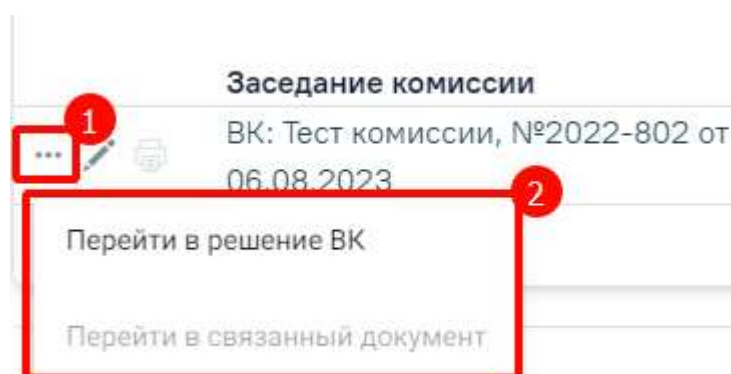 Заседание комиссии
1
ВК: Тест комиссии, №2022-802 от
06.08.2023
2
Перейти в решение ВК
Перейти в связанный документ